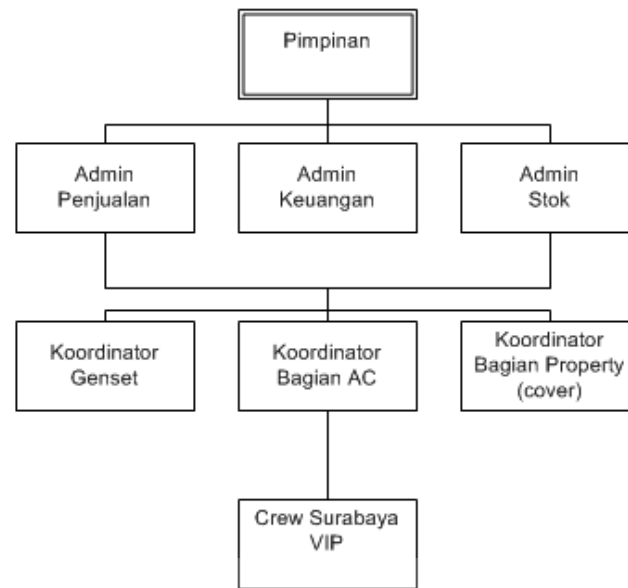 Pimpinan
Admin
Penjualan
Admin
Keuangan
Admin
Stok
Koordinator
Genset
Koordinator
Bagian AC
Koordinator
Bagian Property
(cover)
Crew Surabaya
VIP